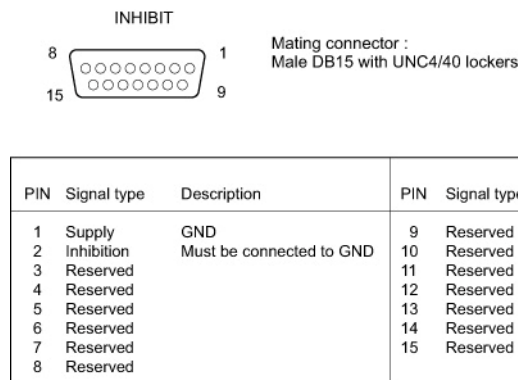 INHIBIT
8 1
15 9
Mating connector :
Male DB15 with UNC4/40 lockers
PIN Signal type Description PIN Signal type
1 Supply GND 9 Reserved
2 Inhibition Must be connected to GND 10 Reserved
3 Reserved 11 Reserved
4 Reserved 12 Reserved
5 Reserved 13 Reserved
6 Reserved 14 Reserved
7 Reserved 15 Reserved
8 Reserved